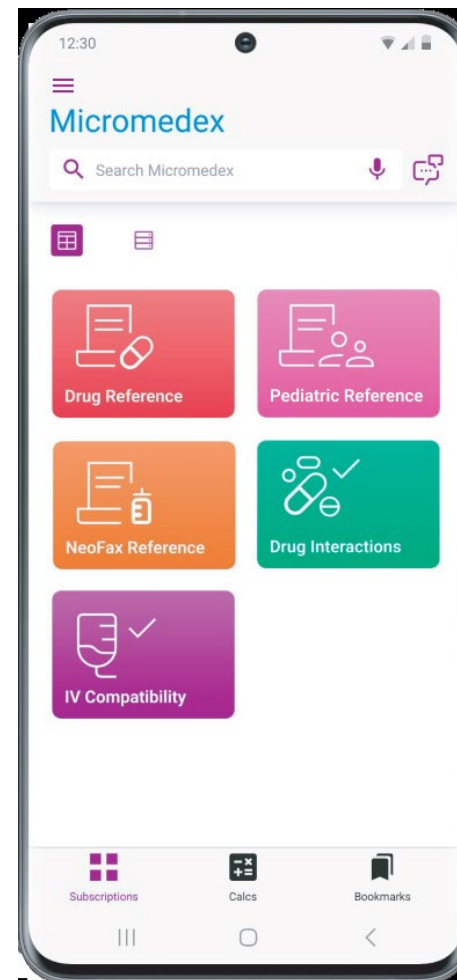 12:30
Micromedex
Search Micromedex
Drug Reference
Pediatric Reference
NeoFax Reference
Drug Interactions
IV Compatibility
Subscriptions
Calcs
Bookmarks